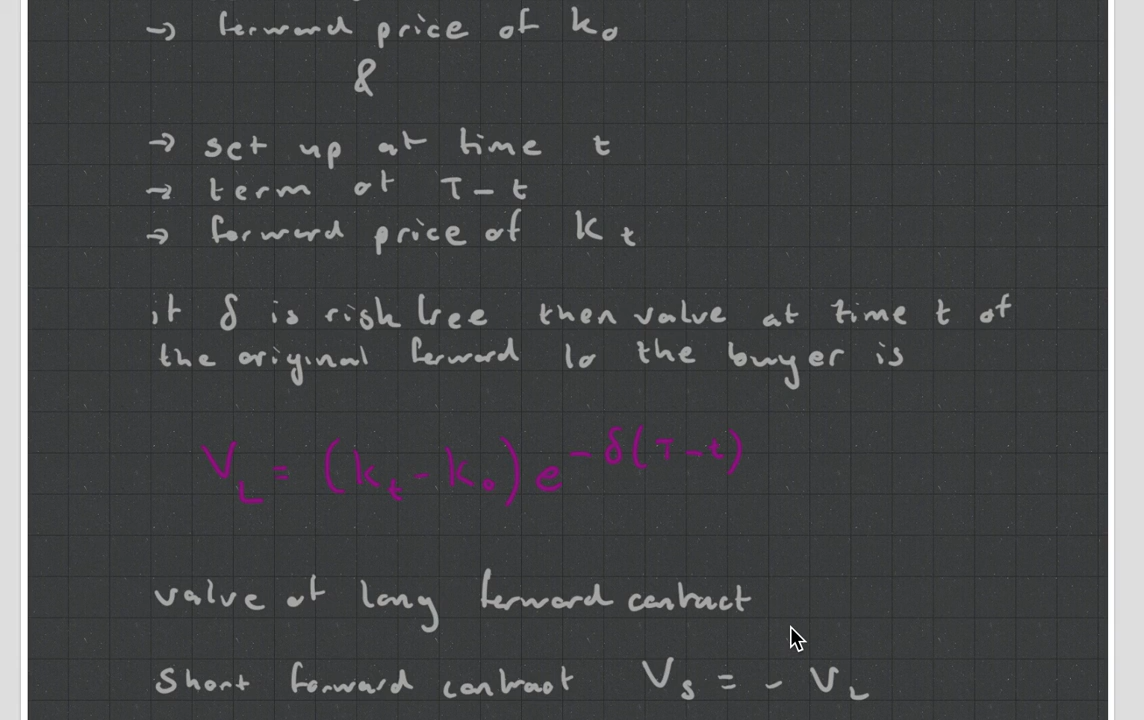 → forward price of k₀
&
→ set up at time t
→ term of T - t
→ forward price of K t
if δ is risk free then value at time t of
the original forward to the buyer is
V_L = (k_t - k₀) e^{-δ(T-t)}
value of long forward contract
Short forward contract V_s = - V_L